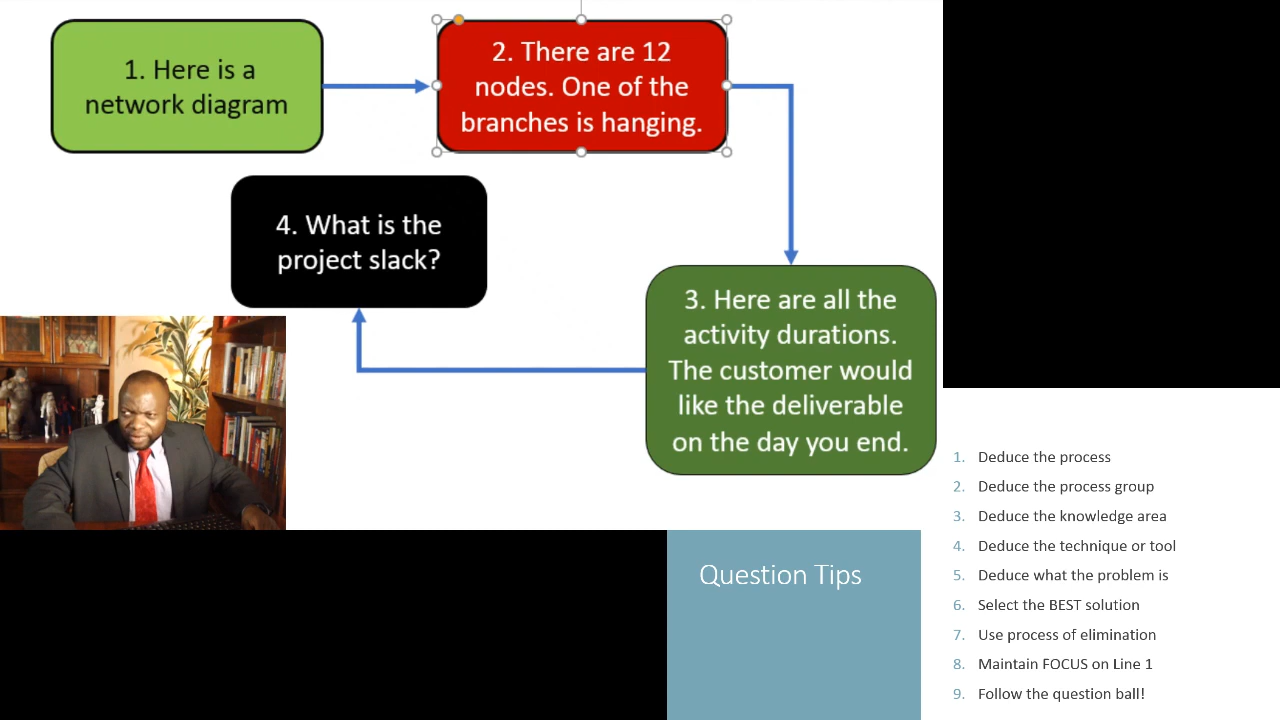 1. Here is a
network diagram
2. There are 12
nodes. One of the
branches is hanging.
3. Here are all the
activity durations.
The customer would
like the deliverable
on the day you end.
4. What is the
project slack?
Question Tips
1. Deduce the process
2. Deduce the process group
3. Deduce the knowledge area
4. Deduce the technique or tool
5. Deduce what the problem is
6. Select the BEST solution
7. Use process of elimination
8. Maintain FOCUS on Line 1
9. Follow the question ball!